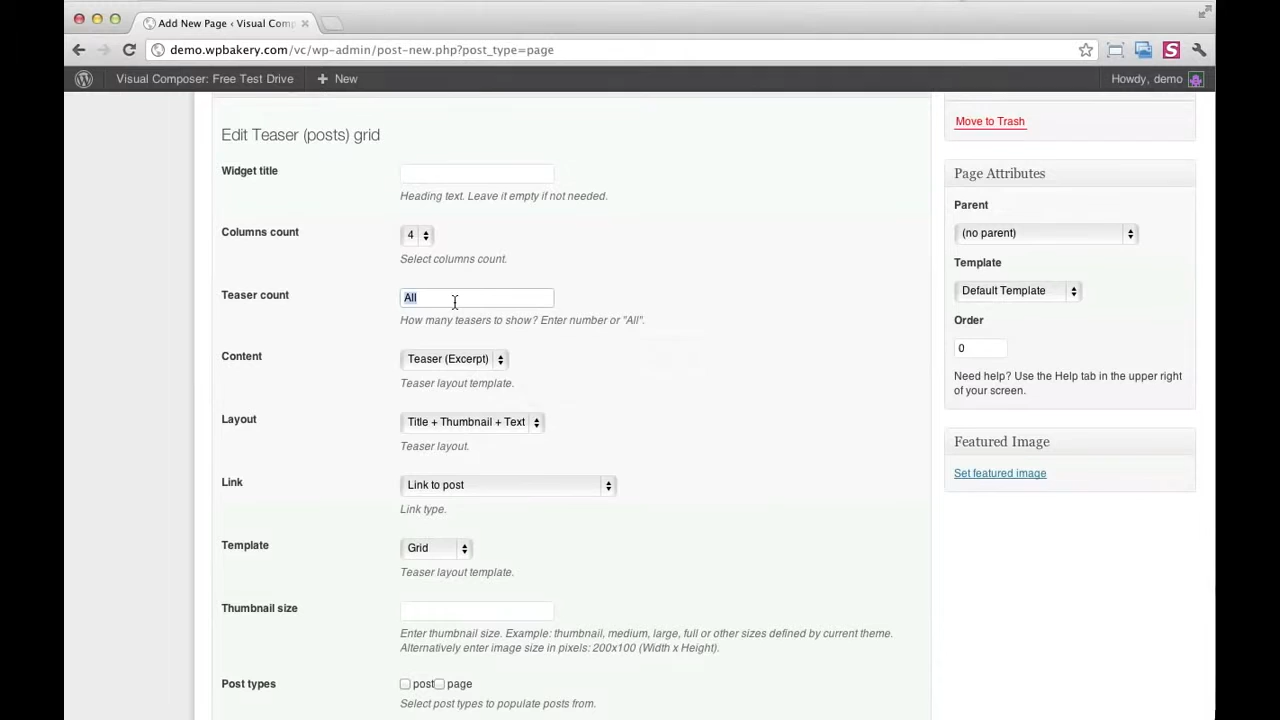 Add New Page ‹ Visual Comp
demo.wpbakery.com/vc/wp-admin/post-new.php?post_type=page
Visual Composer: Free Test Drive
New
Howdy, demo
Edit Teaser (posts) grid
Widget title
Heading text. Leave it empty if not needed.
Columns count
4
Select columns count.
Teaser count
All
How many teasers to show? Enter number or "All".
Content
Teaser (Excerpt)
Teaser layout template.
Layout
Title + Thumbnail + Text
Teaser layout.
Link
Link to post
Link type.
Template
Grid
Teaser layout template.
Thumbnail size
Enter thumbnail size. Example: thumbnail, medium, large, full or other sizes defined by current theme.
Alternatively enter image size in pixels: 200x100 (Width x Height).
Post types
post page
Select post types to populate posts from.
Move to Trash
Page Attributes
Parent
(no parent)
Template
Default Template
Order
0
Need help? Use the Help tab in the upper right
of your screen.
Featured Image
Set featured image